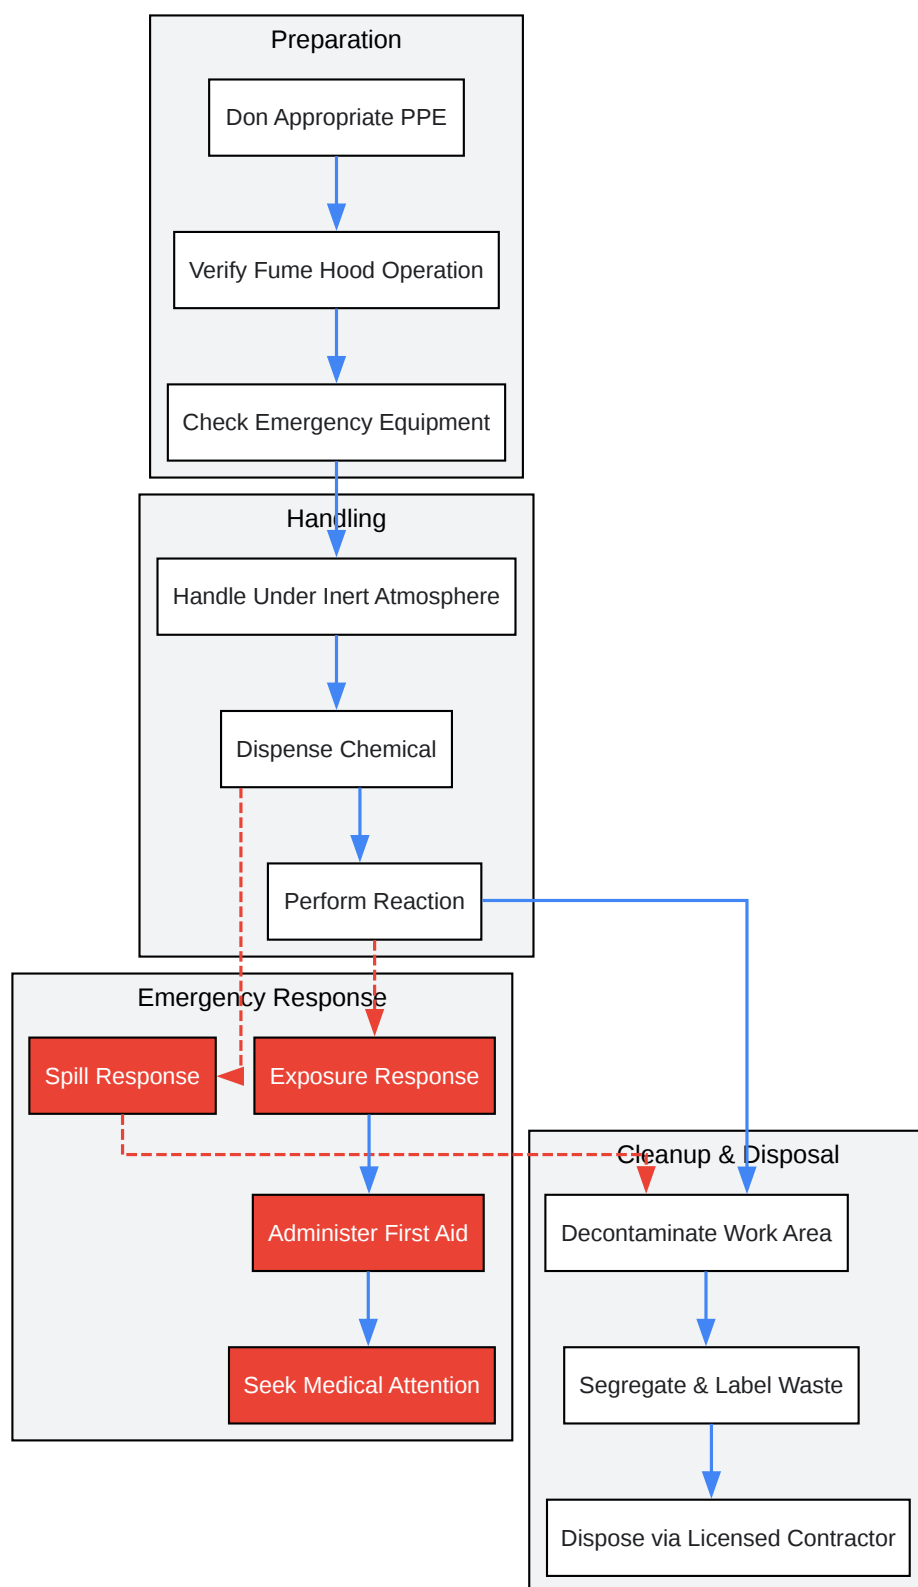 Preparation
Don Appropriate PPE
Verify Fume Hood Operation
Check Emergency Equipment
Handling
Handle Under Inert Atmosphere
Dispense Chemical
Perform Reaction
Emergency Response
Spill Response
Exposure Response
Administer First Aid
Seek Medical Attention
Cleanup & Disposal
Decontaminate Work Area
Segregate & Label Waste
Dispose via Licensed Contractor